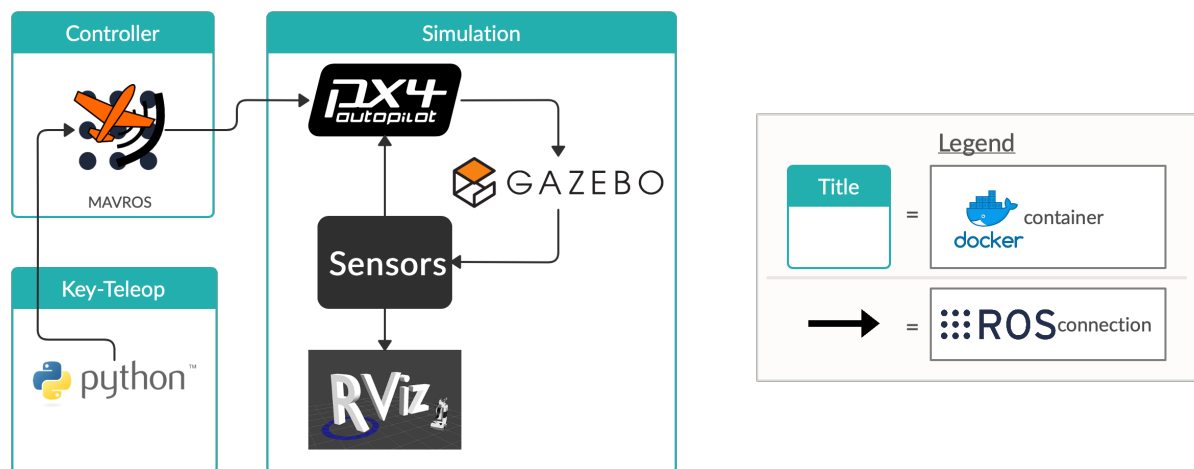 Controller
MAVROS
Key-Teleop
python™
Simulation
PX4
autopilot
GAZEBO
Sensors
RViz
Legend
Title
=
docker
container
=
ROS
connection